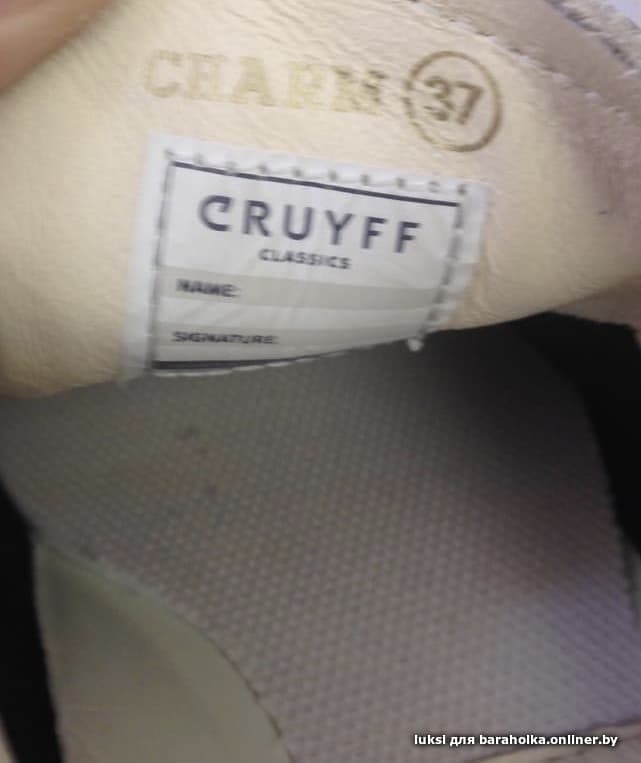 CHARM 37
CRUYFF
CLASSICS
NAME:
SIGNATURE:
luksi для baraholka.onliner.by